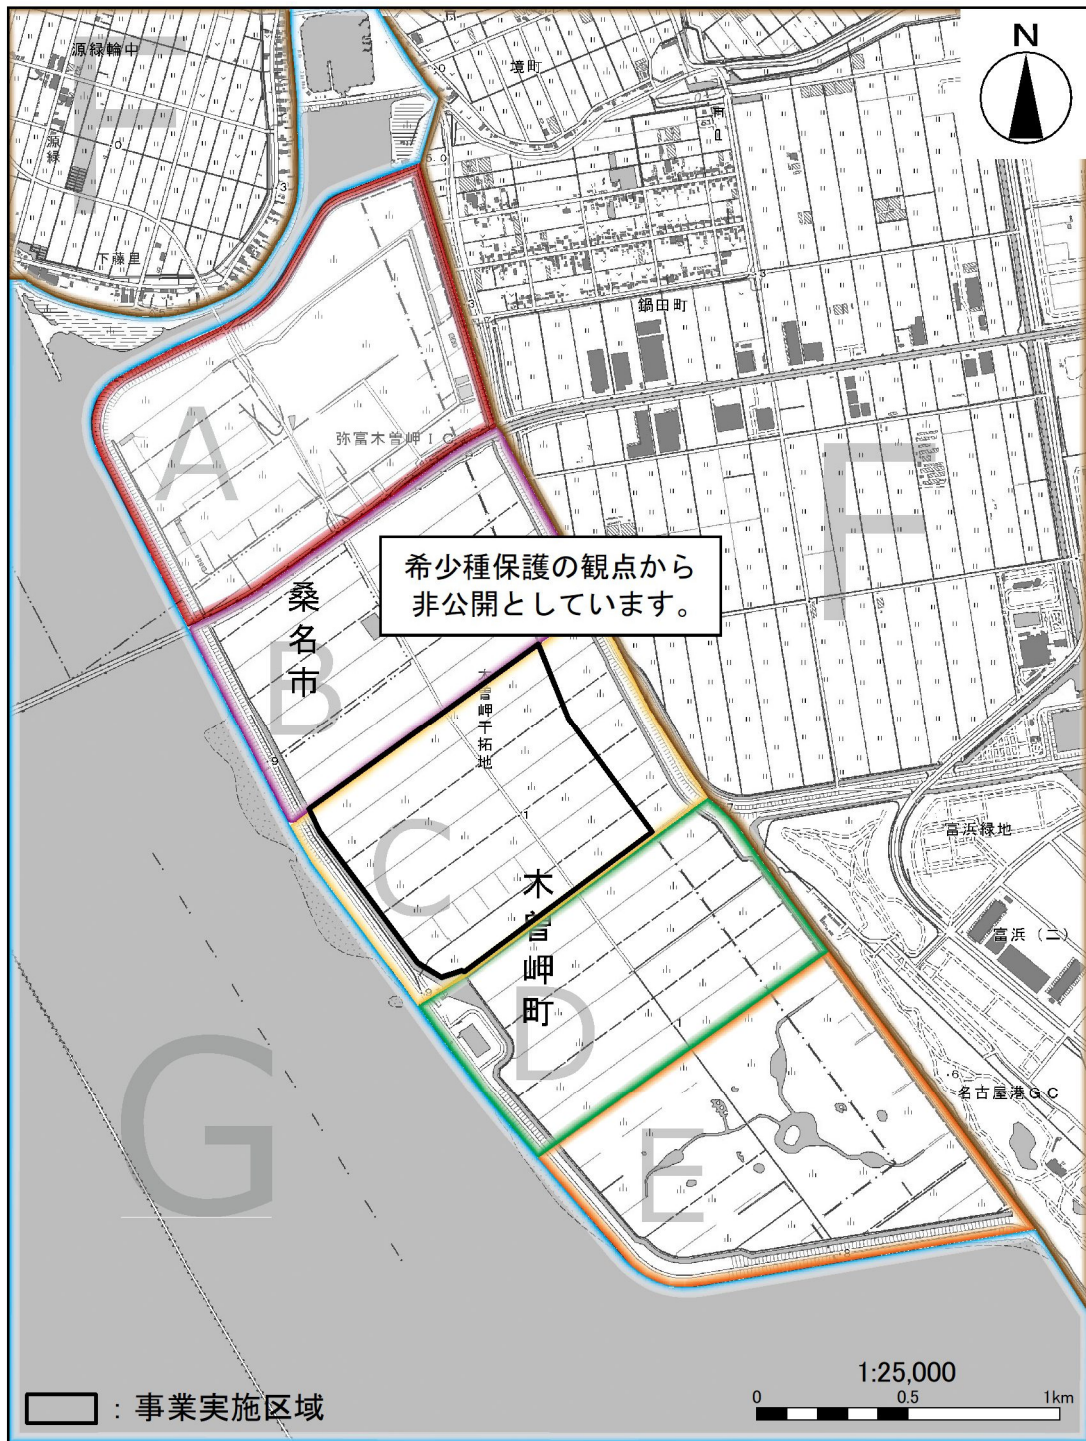 源緑輪中
境町
N
源緑
F
下藤里
鍋田町
A
弥富木曽岬IC
F
希少種保護の観点から
非公開としています。
桑名市
B
木曽岬干拓地
C
富浜緑地
木曽岬町
富浜(二)
D
G
名古屋港GC
E
1:25,000
0 0.5 1km
:事業実施区域